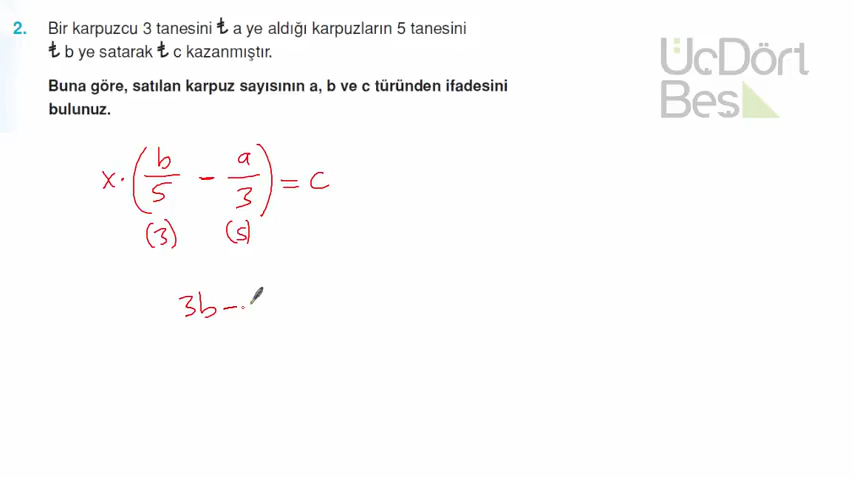 2. Bir karpuzcu 3 tanesini ₺ a ye aldığı karpuzların 5 tanesini
₺ b ye satarak ₺ c kazanmıştır.
Buna göre, satılan karpuz sayısının a, b ve c türünden ifadesini
bulunuz.
ÜçDört
Beş
x · (b/5 - a/3) = c
(3) (5)
3b -